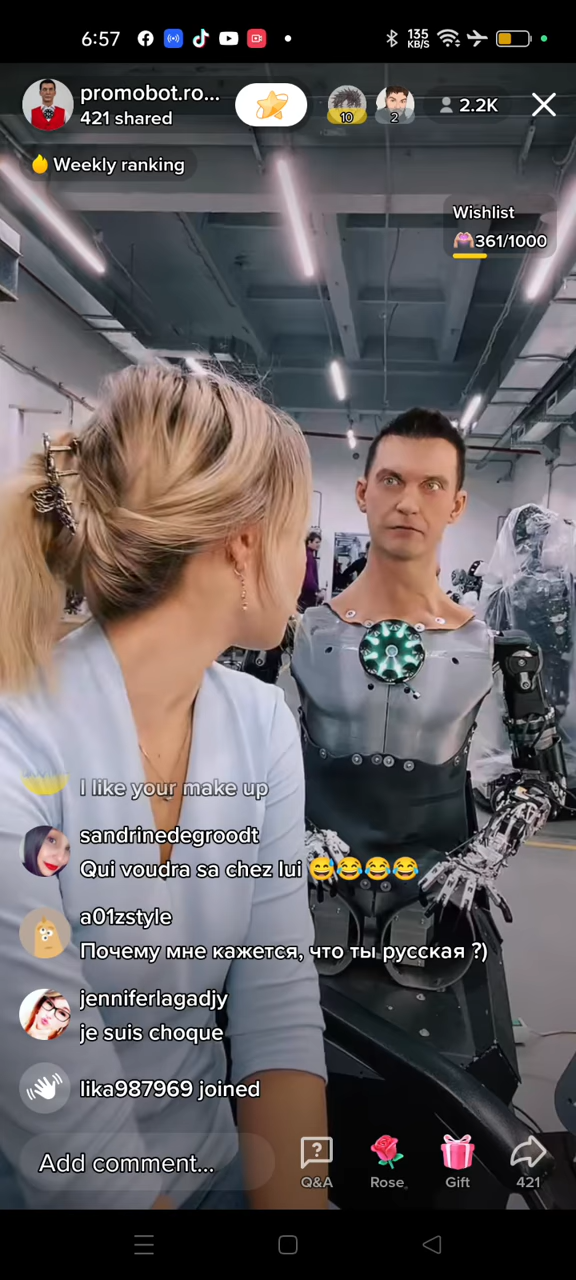 6:57
135
KB/S
promobot.ro...
421 shared
10
2
2.2K
Weekly ranking
Wishlist
361/1000
I like your make up
sandrinedegroodt
Qui voudra sa chez lui 😅😂😂😂
a01zstyle
Почему мне кажется, что ты русская ?)
jenniferlagadjy
je suis choque
lika987969 joined
Add comment...
Q&A
Rose
Gift
421